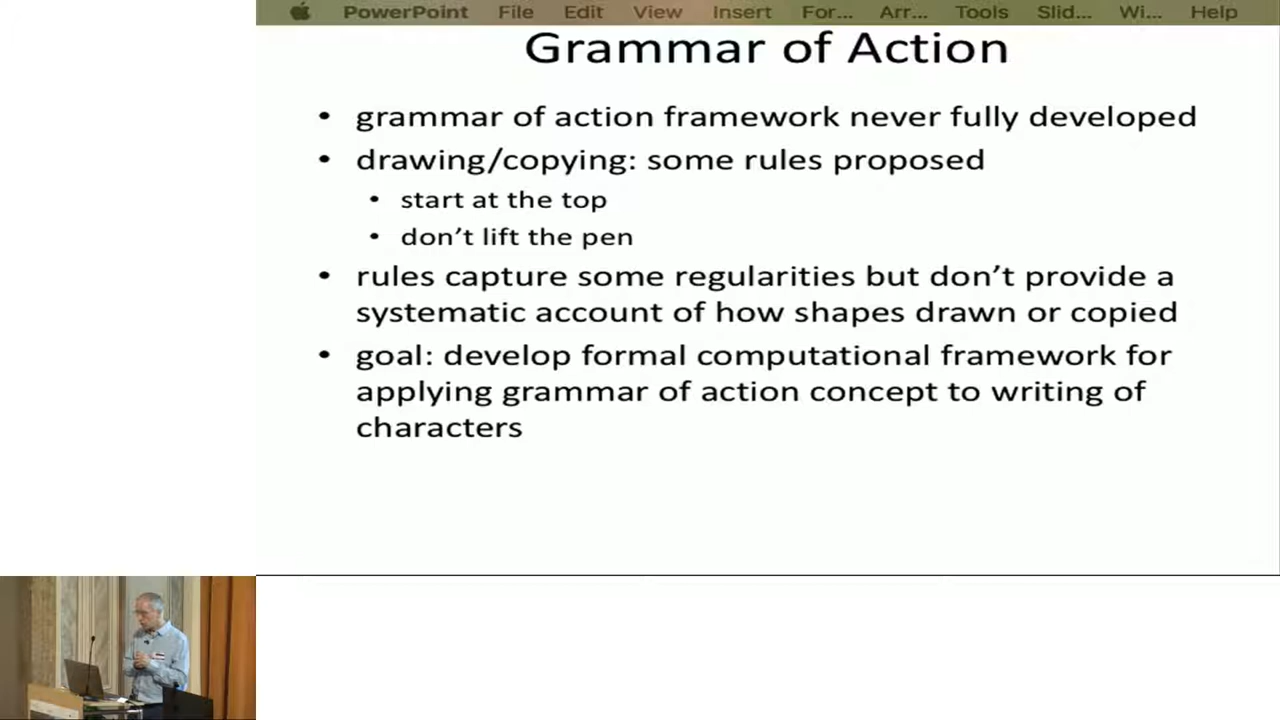 PowerPoint File Edit View Insert For... Arr... Tools Slid... Wi... Help
Grammar of Action
• grammar of action framework never fully developed
• drawing/copying: some rules proposed
• start at the top
• don't lift the pen
• rules capture some regularities but don't provide a
systematic account of how shapes drawn or copied
• goal: develop formal computational framework for
applying grammar of action concept to writing of
characters